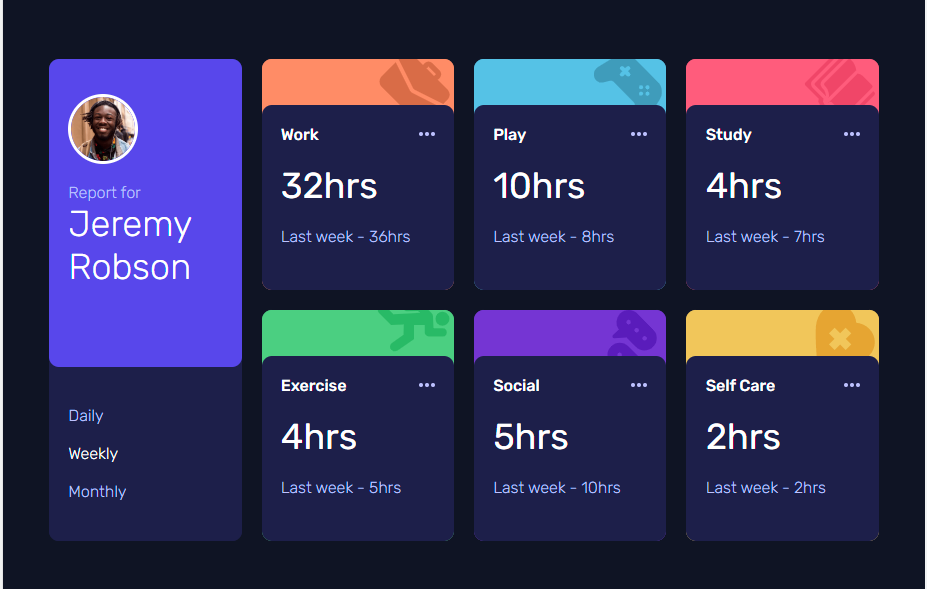 Report for
Jeremy
Robson
Daily
Weekly
Monthly
Work
32hrs
Last week - 36hrs
Play
10hrs
Last week - 8hrs
Study
4hrs
Last week - 7hrs
Exercise
4hrs
Last week - 5hrs
Social
5hrs
Last week - 10hrs
Self Care
2hrs
Last week - 2hrs